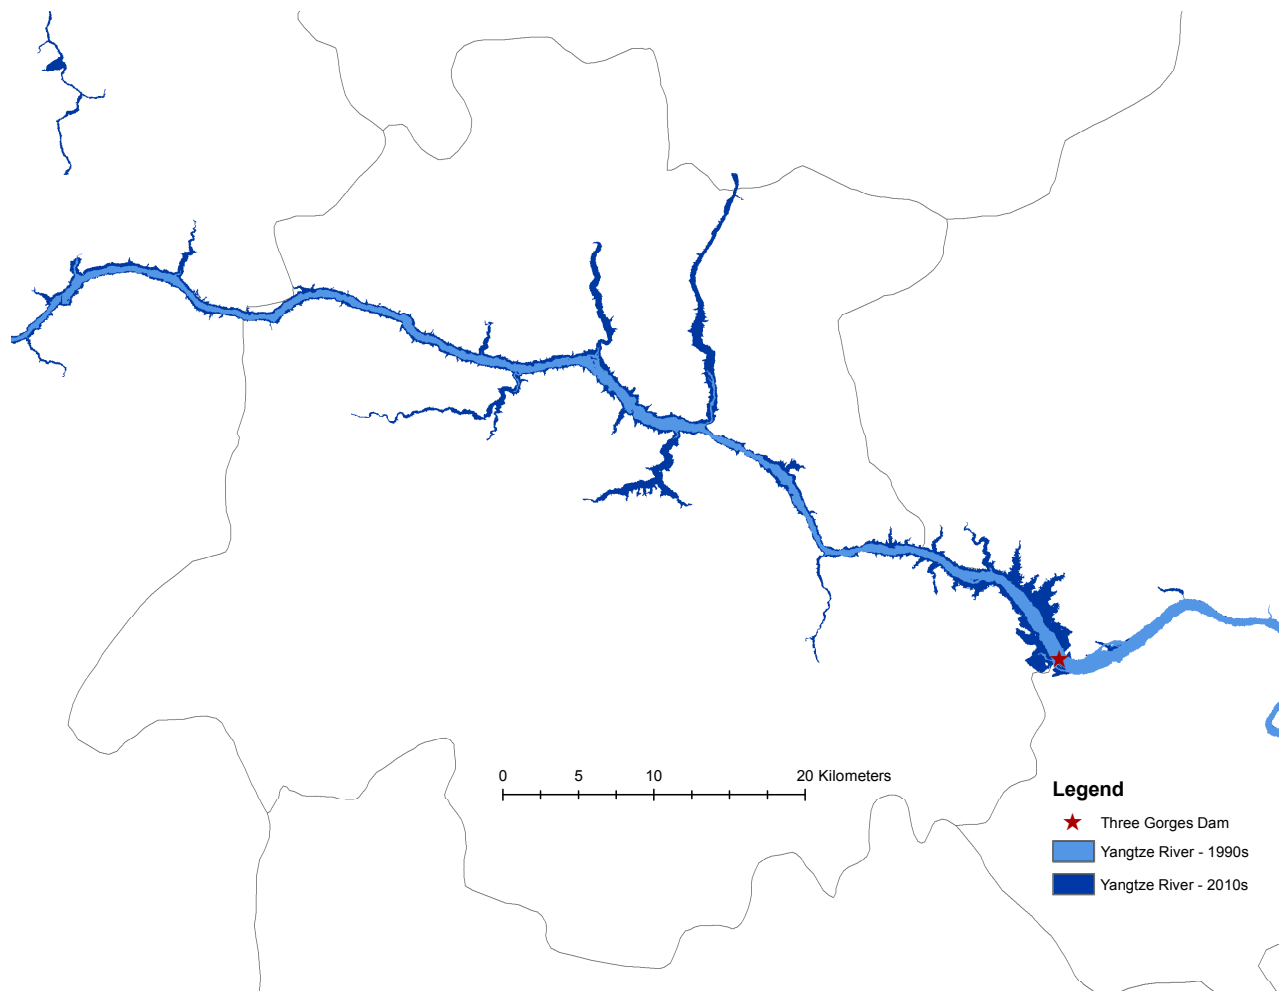 0 5 10 20 Kilometers
Legend
Three Gorges Dam
Yangtze River - 1990s
Yangtze River - 2010s